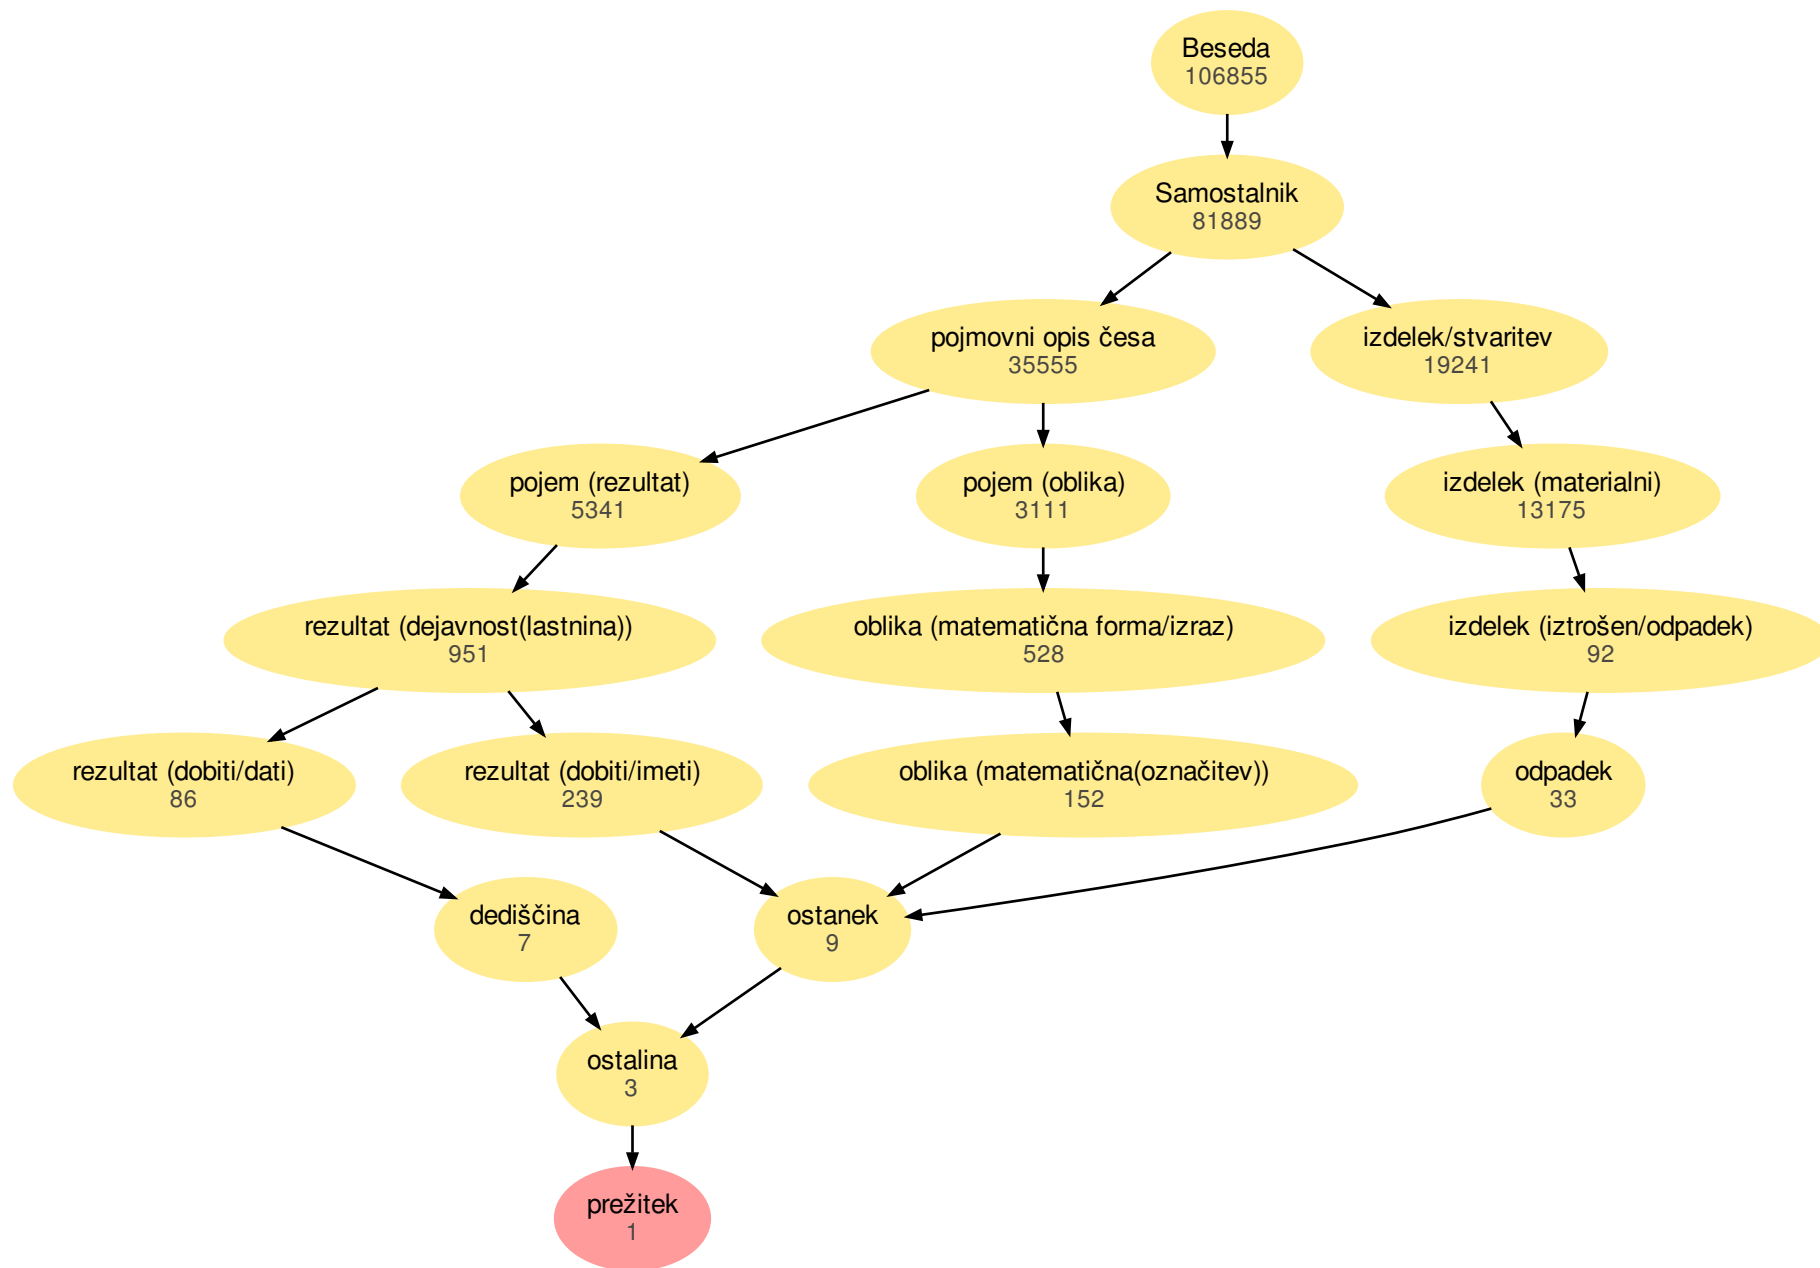 Beseda
106855
Samostalnik
81889
pojmovni opis česa
35555
izdelek/stvaritev
19241
pojem (rezultat)
5341
pojem (oblika)
3111
izdelek (materialni)
13175
rezultat (dejavnost(lastnina))
951
oblika (matematična forma/izraz)
528
izdelek (iztrošen/odpadek)
92
rezultat (dobiti/dati)
86
rezultat (dobiti/imeti)
239
oblika (matematična(označitev))
152
odpadek
33
dediščina
7
ostanek
9
ostalina
3
prežitek
1